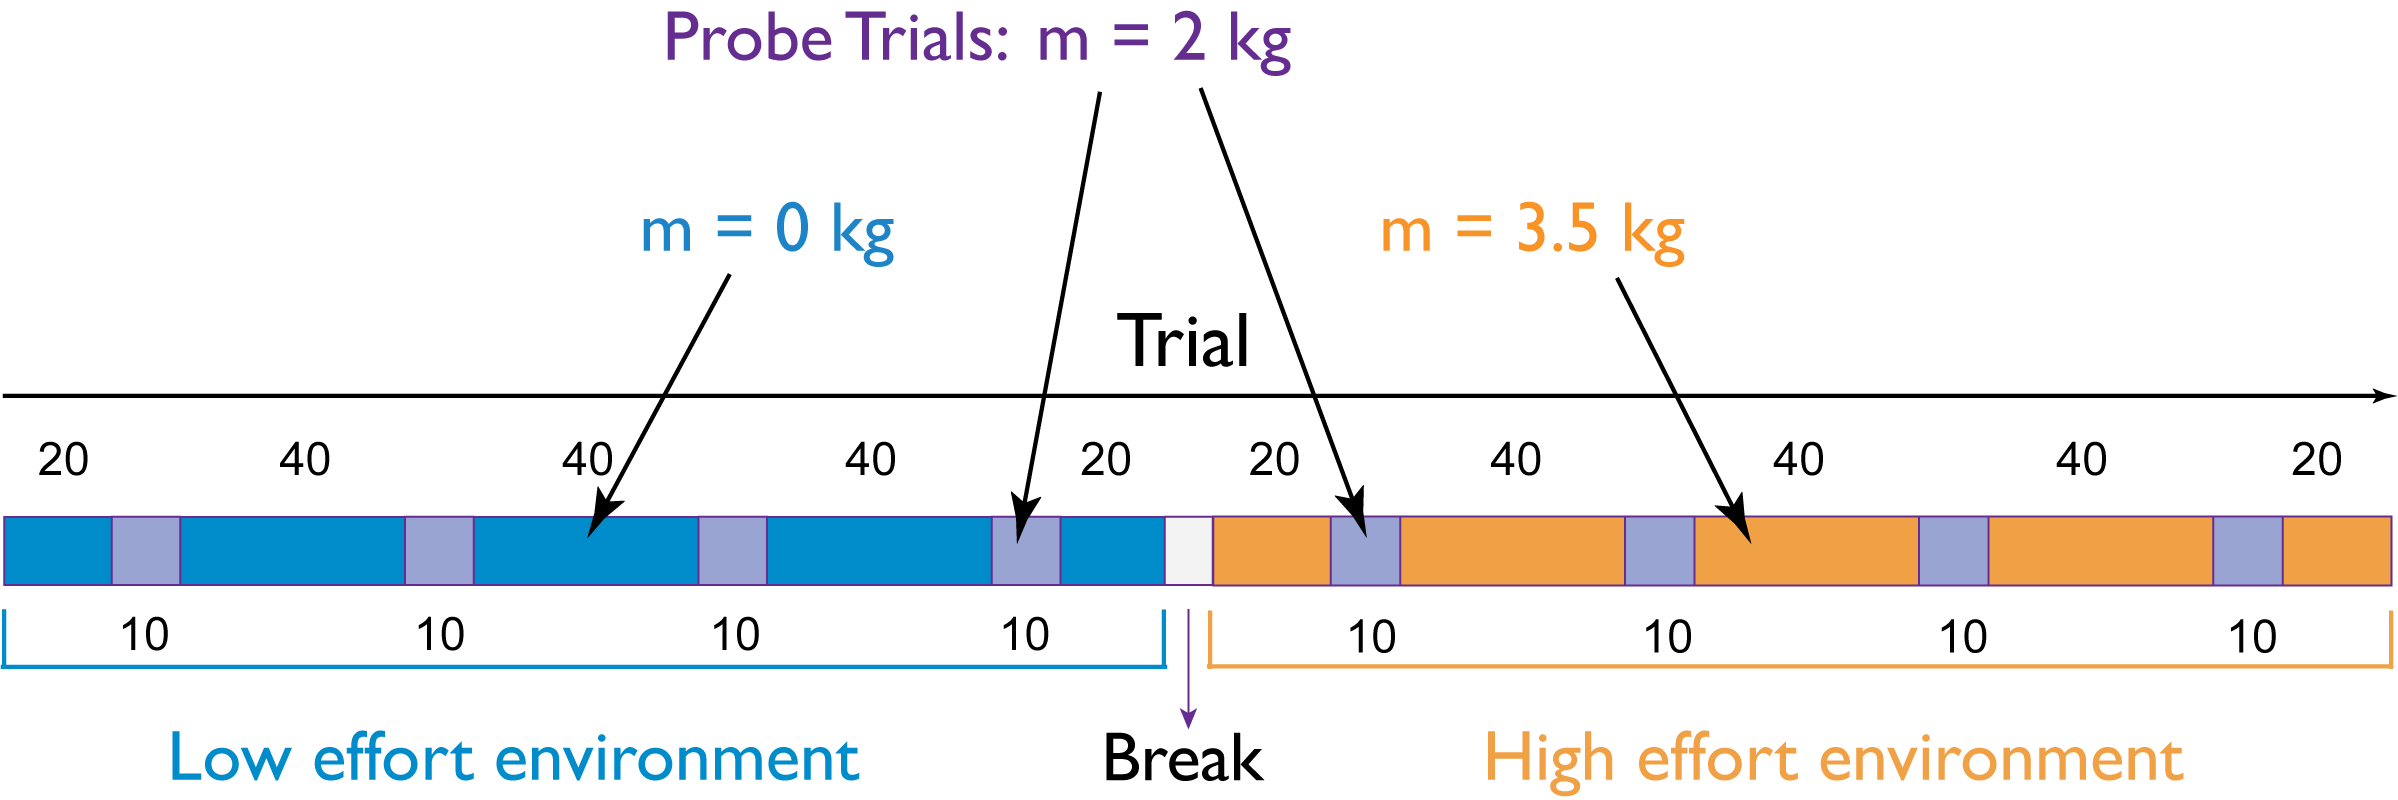 Probe Trials: m = 2 kg
m = 0 kg
m = 3.5 kg
Trial
20 40 40 40 20 20 40 40 40 20
10 10 10 10 10 10 10 10
Low effort environment
Break
High effort environment